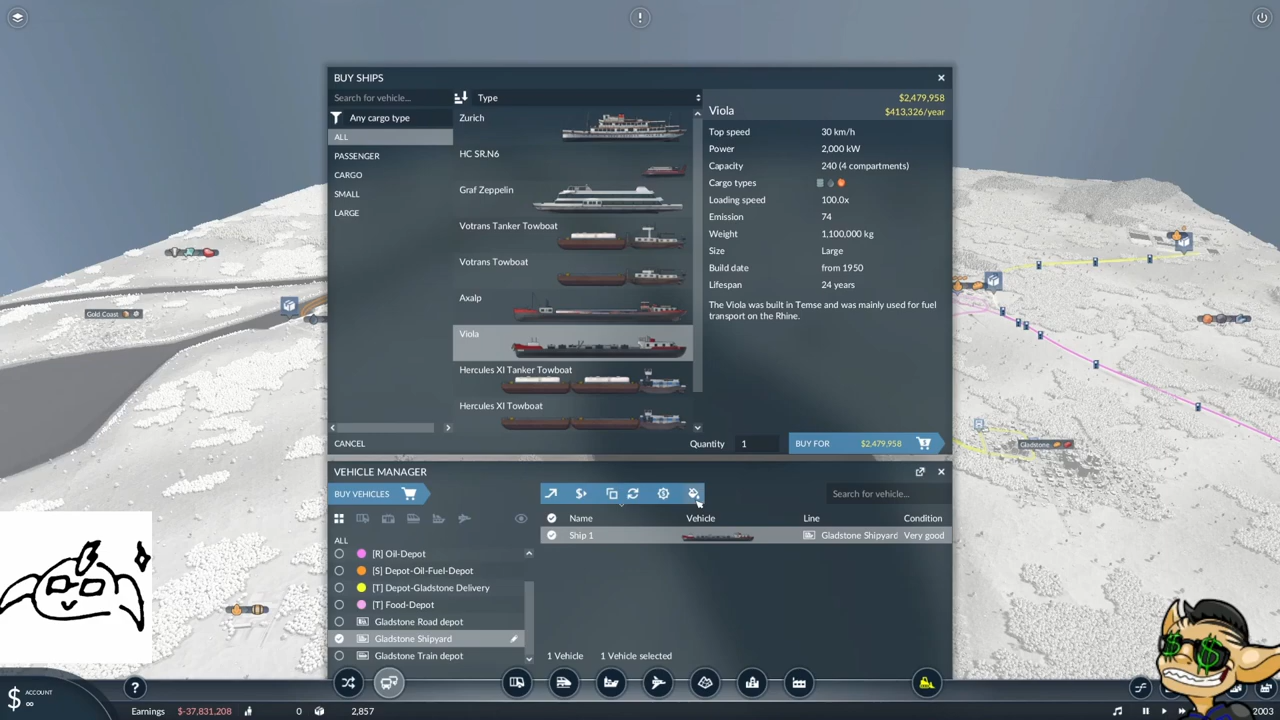 BUY SHIPS
Search for vehicle...
Type
Any cargo type
ALL
PASSENGER
CARGO
SMALL
LARGE
Zurich
HC SR.N6
Graf Zeppelin
Votrans Tanker Towboat
Votrans Towboat
Axalp
Viola
Hercules XI Tanker Towboat
Hercules XI Towboat
$2,479,958
Viola
$413,326/year
Top speed 30 km/h
Power 2,000 kW
Capacity 240 (4 compartments)
Cargo types
Loading speed 100.0x
Emission 74
Weight 1,100,000 kg
Size Large
Build date from 1950
Lifespan 24 years
The Viola was built in Temse and was mainly used for fuel
transport on the Rhine.
CANCEL
Quantity 1
BUY FOR $2,479,958
Gold Coast
Gladstone
VEHICLE MANAGER
BUY VEHICLES
Search for vehicle...
Name Vehicle Line Condition
Ship 1 Gladstone Shipyard Very good
ALL
[R] Oil-Depot
[S] Depot-Oil-Fuel-Depot
[T] Depot-Gladstone Delivery
[T] Food-Depot
Gladstone Road depot
Gladstone Shipyard
Gladstone Train depot
1 Vehicle 1 Vehicle selected
$ ACCOUNT
∞
?
Earnings $-37,831,208 0 2,857
2003